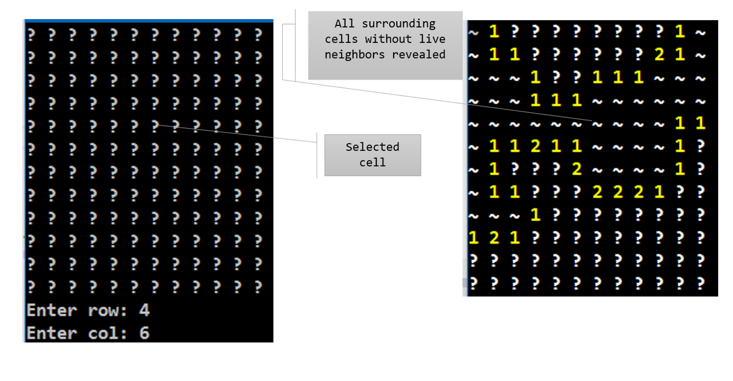 ? ? ? ? ? ? ? ? ? ? ? ?
? ? ? ? ? ? ? ? ? ? ? ?
? ? ? ? ? ? ? ? ? ? ? ?
? ? ? ? ? ? ? ? ? ? ? ?
? ? ? ? ? ? ? ? ? ? ? ?
? ? ? ? ? ? ? ? ? ? ? ?
? ? ? ? ? ? ? ? ? ? ? ?
? ? ? ? ? ? ? ? ? ? ? ?
? ? ? ? ? ? ? ? ? ? ? ?
? ? ? ? ? ? ? ? ? ? ? ?
? ? ? ? ? ? ? ? ? ? ? ?
? ? ? ? ? ? ? ? ? ? ? ?
Enter row: 4
Enter col: 6
All surrounding
cells without live
neighbors revealed
Selected
cell
~ 1 ? ? ? ? ? ? ? ? 1 ~
~ 1 1 ? ? ? ? ? ? 2 1 ~
~ ~ ~ 1 ? ? 1 1 1 ~ ~ ~
~ ~ ~ 1 1 1 ~ ~ ~ ~ ~ ~
~ ~ ~ ~ ~ ~ ~ ~ ~ ~ 1 1
~ 1 1 2 1 1 ~ ~ ~ ~ 1 ?
~ 1 ? ? ? 2 ~ ~ ~ ~ 1 ?
~ 1 1 ? ? ? 2 2 2 1 ? ?
~ ~ ~ 1 ? ? ? ? ? ? ? ?
1 2 1 ? ? ? ? ? ? ? ? ?
? ? ? ? ? ? ? ? ? ? ? ?
? ? ? ? ? ? ? ? ? ? ? ?